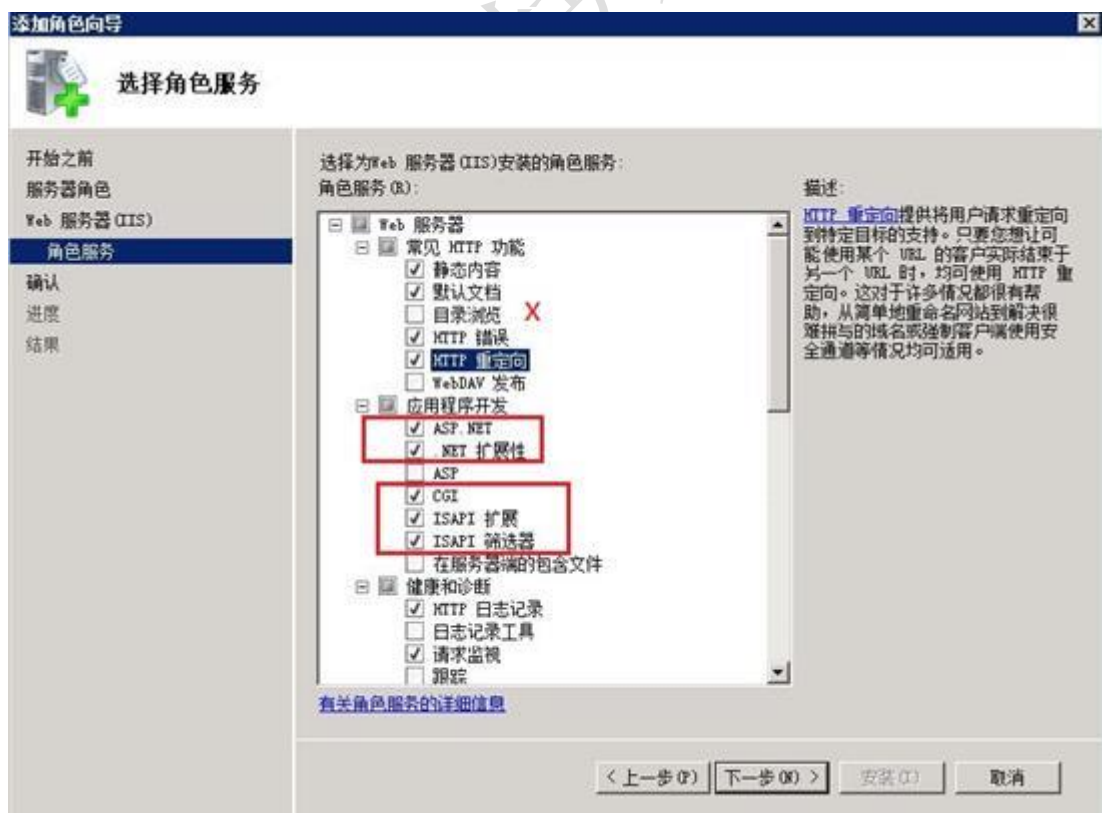 添加角色向导
选择角色服务
开始之前
服务器角色
Web 服务器(IIS)
角色服务
确认
进度
结果
选择为Web 服务器(IIS)安装的角色服务:
角色服务(R):
Web 服务器
常见 HTTP 功能
静态内容
默认文档
目录浏览 X
HTTP 错误
HTTP 重定向
WebDAV 发布
应用程序开发
ASP.NET
.NET 扩展性
ASP
CGI
ISAPI 扩展
ISAPI 筛选器
在服务器端的包含文件
健康和诊断
HTTP 日志记录
日志记录工具
请求监视
跟踪
有关角色服务的详细信息
描述:
HTTP 重定向提供将用户请求重定向
到特定目标的支持。只要您想让可
能使用某个 URL 的客户实际结束于
另一个 URL 时，均可使用 HTTP 重
定向。这对于许多情况都很有帮
助，从简单地重命名网站到解决很
难拼写的域名或强制客户端使用安
全通道等情况均可适用。
< 上一步(P)
下一步(N) >
安装(I)
取消